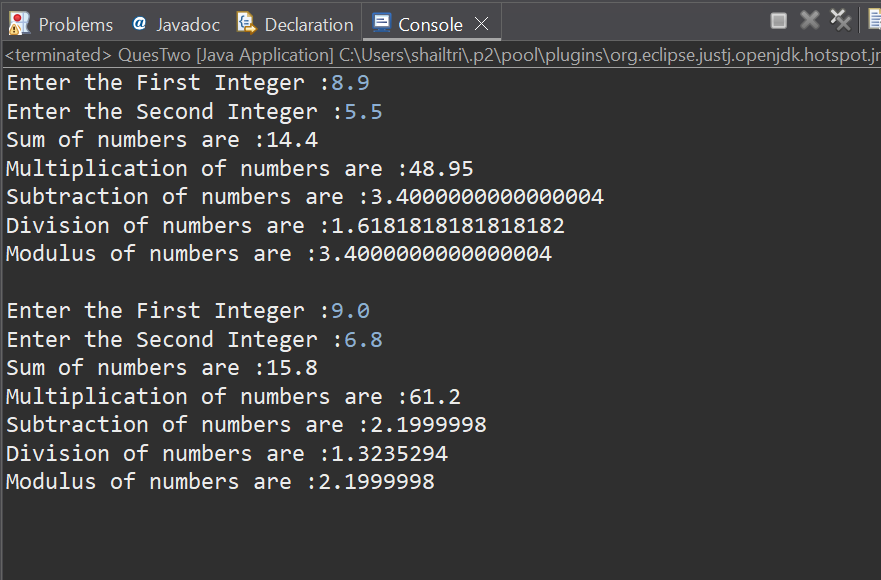 Problems @ Javadoc Declaration Console
<terminated> QuesTwo [Java Application] C:\Users\shailtri\.p2\pool\plugins\org.eclipse.justj.openjdk.hotspot.jr
Enter the First Integer :8.9
Enter the Second Integer :5.5
Sum of numbers are :14.4
Multiplication of numbers are :48.95
Subtraction of numbers are :3.4000000000000004
Division of numbers are :1.6181818181818182
Modulus of numbers are :3.4000000000000004
Enter the First Integer :9.0
Enter the Second Integer :6.8
Sum of numbers are :15.8
Multiplication of numbers are :61.2
Subtraction of numbers are :2.1999998
Division of numbers are :1.3235294
Modulus of numbers are :2.1999998